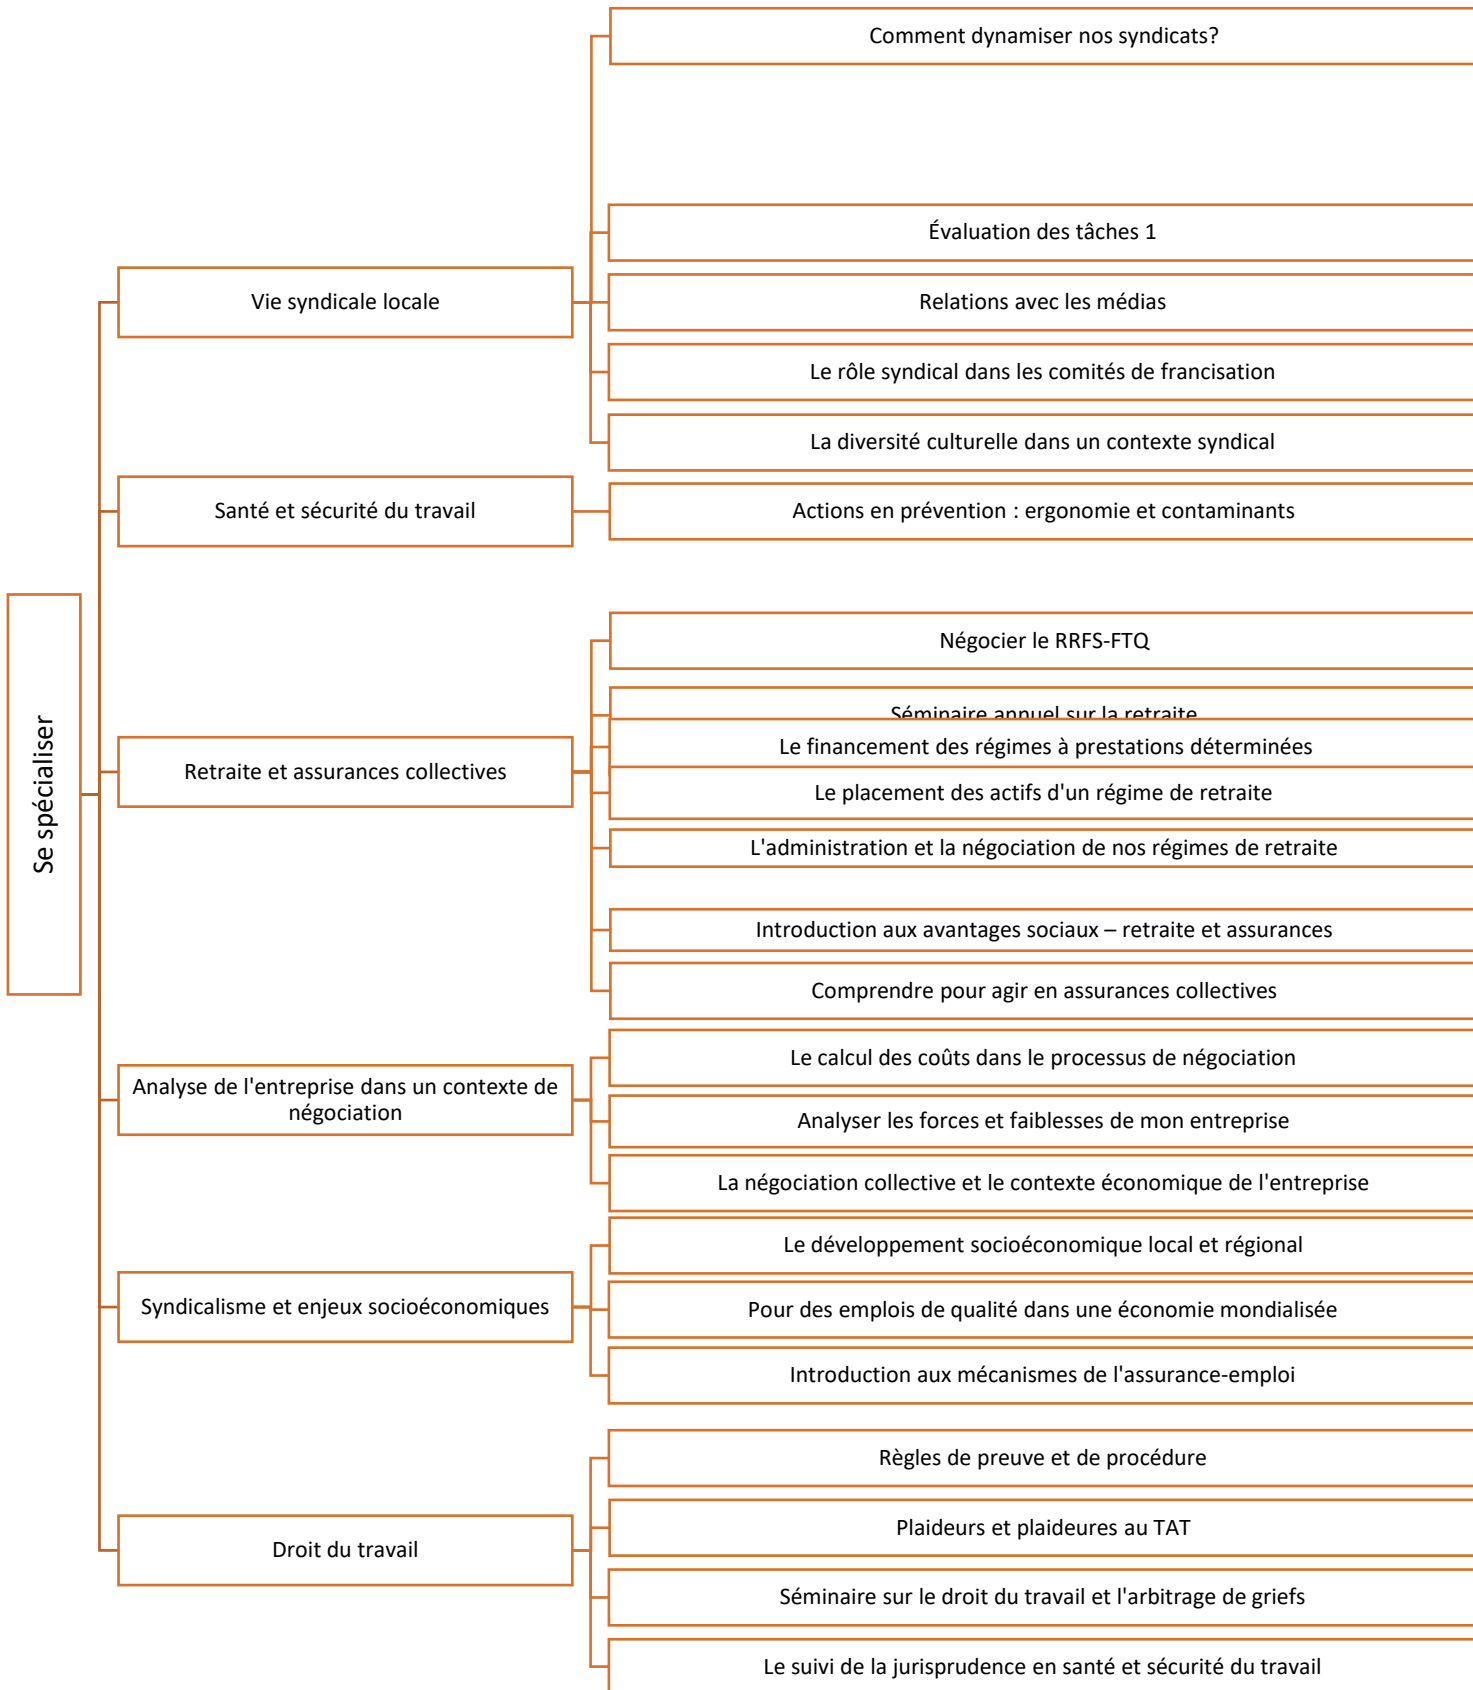 Se spécialiser
Vie syndicale locale
Comment dynamiser nos syndicats?
Évaluation des tâches 1
Relations avec les médias
Le rôle syndical dans les comités de francisation
La diversité culturelle dans un contexte syndical
Santé et sécurité du travail
Actions en prévention : ergonomie et contaminants
Retraite et assurances collectives
Négocier le RRFS-FTQ
Séminaire annuel sur la retraite
Le financement des régimes à prestations déterminées
Le placement des actifs d'un régime de retraite
L'administration et la négociation de nos régimes de retraite
Introduction aux avantages sociaux – retraite et assurances
Comprendre pour agir en assurances collectives
Analyse de l'entreprise dans un contexte de
négociation
Le calcul des coûts dans le processus de négociation
Analyser les forces et faiblesses de mon entreprise
La négociation collective et le contexte économique de l'entreprise
Syndicalisme et enjeux socioéconomiques
Le développement socioéconomique local et régional
Pour des emplois de qualité dans une économie mondialisée
Introduction aux mécanismes de l'assurance-emploi
Droit du travail
Règles de preuve et de procédure
Plaideurs et plaideures au TAT
Séminaire sur le droit du travail et l'arbitrage de griefs
Le suivi de la jurisprudence en santé et sécurité du travail